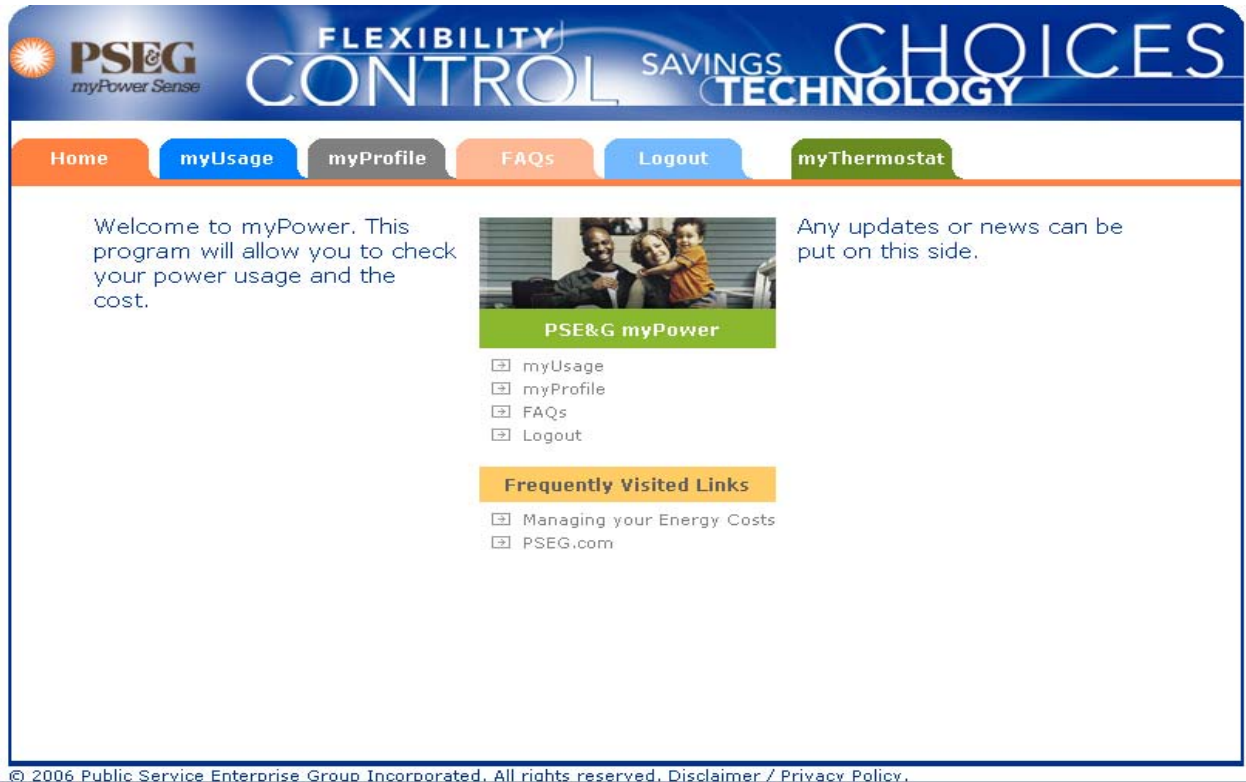 PSEG
myPower Sense
FLEXIBILITY
CONTROL
SAVINGS
TECHNOLOGY
CHOICES
Home
myUsage
myProfile
FAQs
Logout
myThermostat
Welcome to myPower. This
program will allow you to check
your power usage and the
cost.
PSE&G myPower
myUsage
myProfile
FAQs
Logout
Frequently Visited Links
Managing your Energy Costs
PSEG.com
Any updates or news can be
put on this side.
© 2006 Public Service Enterprise Group Incorporated. All rights reserved. Disclaimer / Privacy Policy.